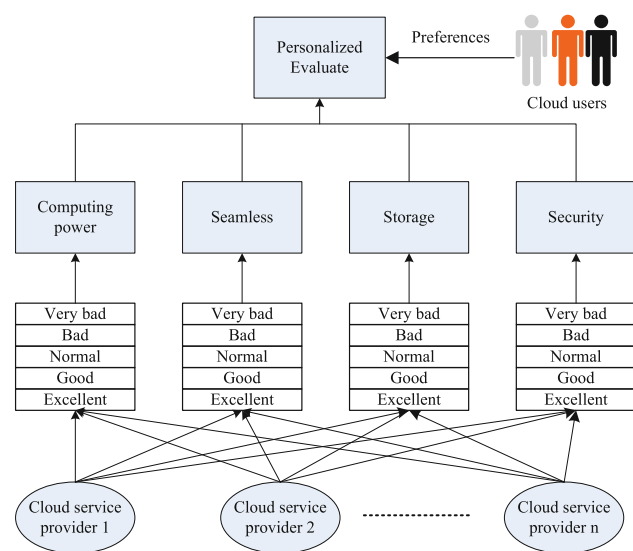 Personalized
Evaluate
Preferences
Cloud users
Computing
power
Seamless
Storage
Security
Very bad
Bad
Normal
Good
Excellent
Very bad
Bad
Normal
Good
Excellent
Very bad
Bad
Normal
Good
Excellent
Very bad
Bad
Normal
Good
Excellent
Cloud service
provider 1
Cloud service
provider 2
Cloud service
provider n